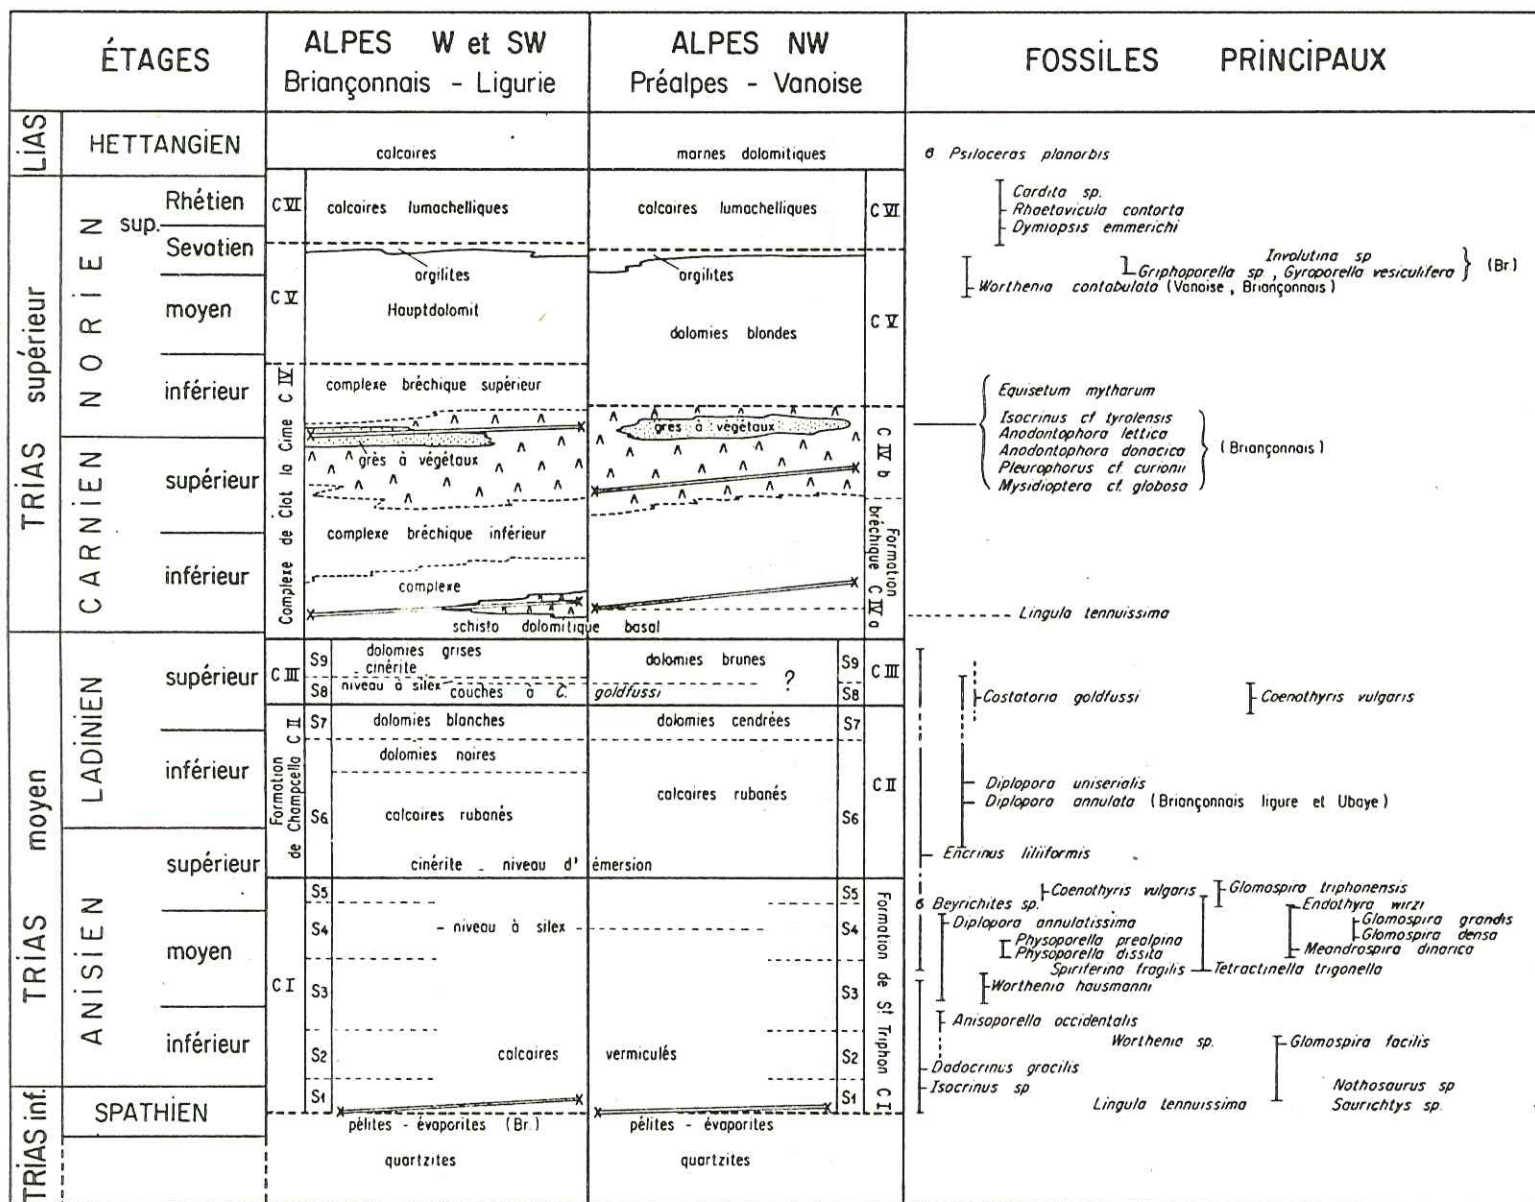 ÉTAGES
ALPES W et SW
Briançonnais - Ligurie
ALPES NW
Préalpes - Vanoise
FOSSILES PRINCIPAUX
LIAS
HETTANGIEN
calcaires
marnes dolomitiques
Psiloceras planorbis
TRIAS supérieur
NORIEN
sup.
Rhétien
C VI
calcaires lumachelliques
calcaires lumachelliques
C VI
Cardita sp.
Rhaetavicula contorta
Dymiopsis emmerichi
Sevatien
argilites
argilites
Involutina sp
Griphoporella sp , Gyroporella vesiculifera
(Br.)
Worthenia contabulata (Vanoise , Briançonnais)
moyen
C V
Hauptdolomit
dolomies blondes
C V
inférieur
Complexe de Clot la Cime C IV
complexe bréchique supérieur
Equisetum mytharum
Isocrinus cf tyrolensis
Anodontophora lettica
Anodontophora donacica
Pleurophorus cf. curionii
Mysidioptera cf. globosa
(Briançonnais)
grès à végétaux
grès à végétaux
C IV b
CARNIEN
supérieur
complexe bréchique inférieur
Formation bréchique C IV a
inférieur
complexe
schisto dolomitique basal
Lingula tennuissima
TRIAS moyen
LADINIEN
supérieur
C III
S9
dolomies grises
cinérite
dolomies brunes
?
S9
C III
S8
niveau à silex
couches à C. goldfussi
S8
Costatoria goldfussi
Coenothyris vulgaris
C II
S7
dolomies blanches
dolomies cendrées
S7
inférieur
Formation de Champcella
dolomies noires
calcaires rubanés
C II
S6
calcaires rubanés
S6
Diplopora uniserialis
Diplopora annulata (Briançonnais ligure et Ubaye)
ANISIEN
supérieur
cinérite - niveau d' émersion
Encrinus liliiformis
S5
S5
Formation de St Triphon C I
Beyrichites sp.
Coenothyris vulgaris
Glomospira triphonensis
Endothyra wirzi
Glomospira grandis
Glomospira densa
Meandrospira dinarica
moyen
S4
niveau à silex
S4
Diplopora annulatissima
Physoporella prealpina
Physoporella dissita
Spiriferina fragilis
Tetractinella trigonella
C I
S3
S3
Worthenia hausmanni
inférieur
S2
calcaires vermiculés
S2
Anisoporella occidentalis
Worthenia sp.
Glomospira facilis
Dadocrinus gracilis
TRIAS inf.
SPATHIEN
S1
S1
Isocrinus sp
Nothosaurus sp
Lingula tennuissima
Saurichtys sp.
pélites - évaporites (Br.)
pélites - évaporites
quartzites
quartzites